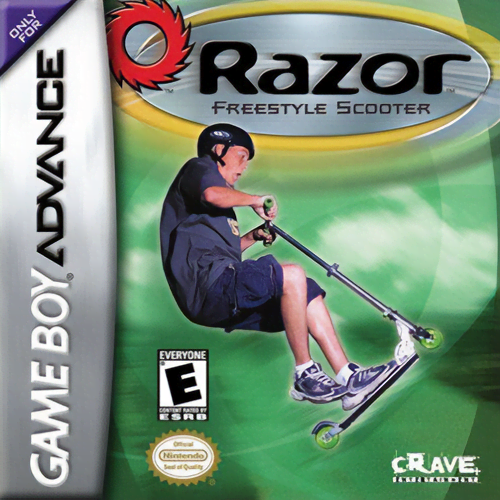 ONLY
FOR
GAME BOY ADVANCE
Razor
FREESTYLE SCOOTER
EVERYONE
E
CONTENT RATED BY
ESRB
Official
Nintendo
Seal of Quality
CRAVE
ENTERTAINMENT